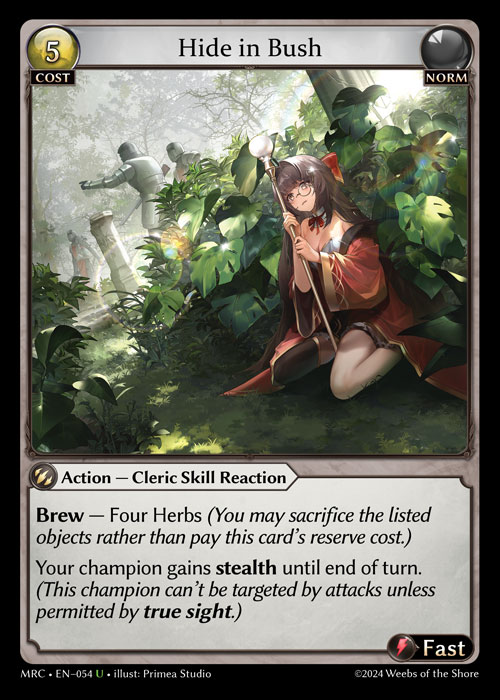 5
Hide in Bush
COST
NORM
Action — Cleric Skill Reaction
Brew — Four Herbs (You may sacrifice the listed
objects rather than pay this card's reserve cost.)
Your champion gains stealth until end of turn.
(This champion can't be targeted by attacks unless
permitted by true sight.)
Fast
MRC • EN–054 U • illust: Primea Studio
©2024 Weebs of the Shore